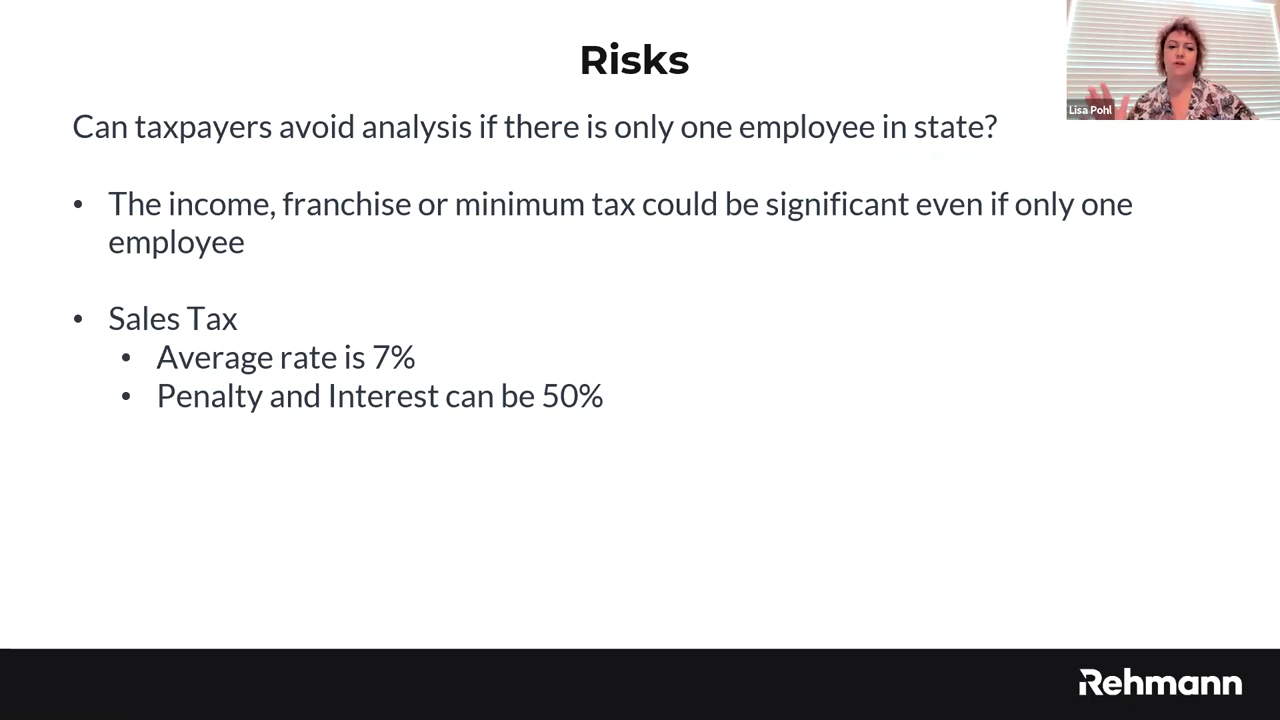 Risks
Lisa Pohl
Can taxpayers avoid analysis if there is only one employee in state?
• The income, franchise or minimum tax could be significant even if only one
employee
• Sales Tax
• Average rate is 7%
• Penalty and Interest can be 50%
Rehmann